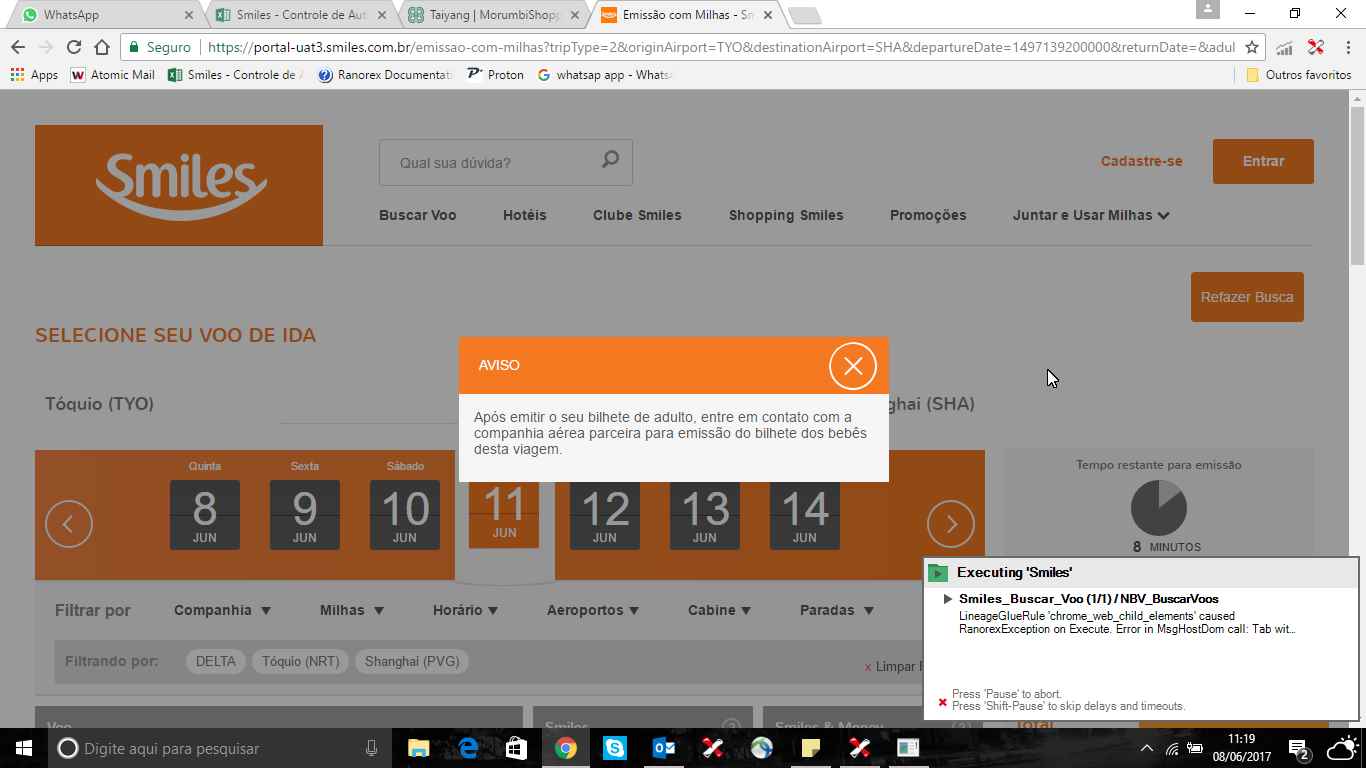 WhatsApp
Smiles - Controle de Aut
Taiyang | MorumbiShopp
Emissão com Milhas - Sm
Seguro
https://portal-uat3.smiles.com.br/emissao-com-milhas?tripType=2&originAirport=TYO&destinationAirport=SHA&departureDate=1497139200000&returnDate=&adul
Apps
Atomic Mail
Smiles - Controle de A
Ranorex Documentati
Proton
whatsap app - Whats
Outros favoritos
Smiles
Qual sua dúvida?
Cadastre-se
Entrar
Buscar Voo
Hotéis
Clube Smiles
Shopping Smiles
Promoções
Juntar e Usar Milhas
Refazer Busca
SELECIONE SEU VOO DE IDA
AVISO
Após emitir o seu bilhete de adulto, entre em contato com a
companhia aérea parceira para emissão do bilhete dos bebês
desta viagem.
Tóquio (TYO)
ghai (SHA)
Quinta
8
JUN
Sexta
9
JUN
Sábado
10
JUN
11
JUN
12
JUN
13
JUN
14
JUN
Tempo restante para emissão
8 MINUTOS
Filtrar por
Companhia
Milhas
Horário
Aeroportos
Cabine
Paradas
Filtrando por:
DELTA
Tóquio (NRT)
Shanghai (PVG)
x Limpar
Voo
Smiles
Smiles & Money
Total
Executing 'Smiles'
Smiles_Buscar_Voo (1/1) / NBV_BuscarVoos
LineageGlueRule 'chrome_web_child_elements' caused
RanorexException on Execute. Error in MsgHostDom call: Tab wit...
Press 'Pause' to abort.
Press 'Shift-Pause' to skip delays and timeouts.
Digite aqui para pesquisar
11:19
08/06/2017
2